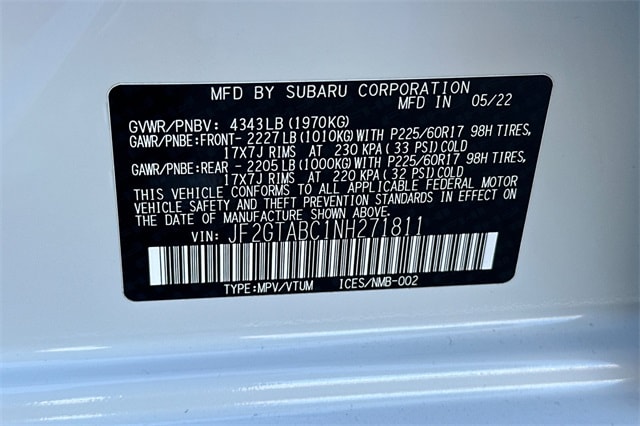 MFD BY SUBARU CORPORATION
MFD IN 05/22
GVWR/PNBV: 4343LB(1970KG)
GAWR/PNBE:FRONT- 2227LB(1010KG)WITH P225/60R17 98H TIRES,
17X7J RIMS AT 230 KPA (33 PSI)COLD
GAWR/PNBE:REAR - 2205LB(1000KG)WITH P225/60R17 98H TIRES,
17X7J RIMS AT 220 KPA (32 PSI)COLD
THIS VEHICLE CONFORMS TO ALL APPLICABLE FEDERAL MOTOR
VEHICLE SAFETY AND THEFT PREVENTION STANDARDS IN EFFECT ON
THE DATE OF MANUFACTURE SHOWN ABOVE.
VIN: JF2GTABC1NH271811
TYPE:MPV/VTUM ICES/NMB-002